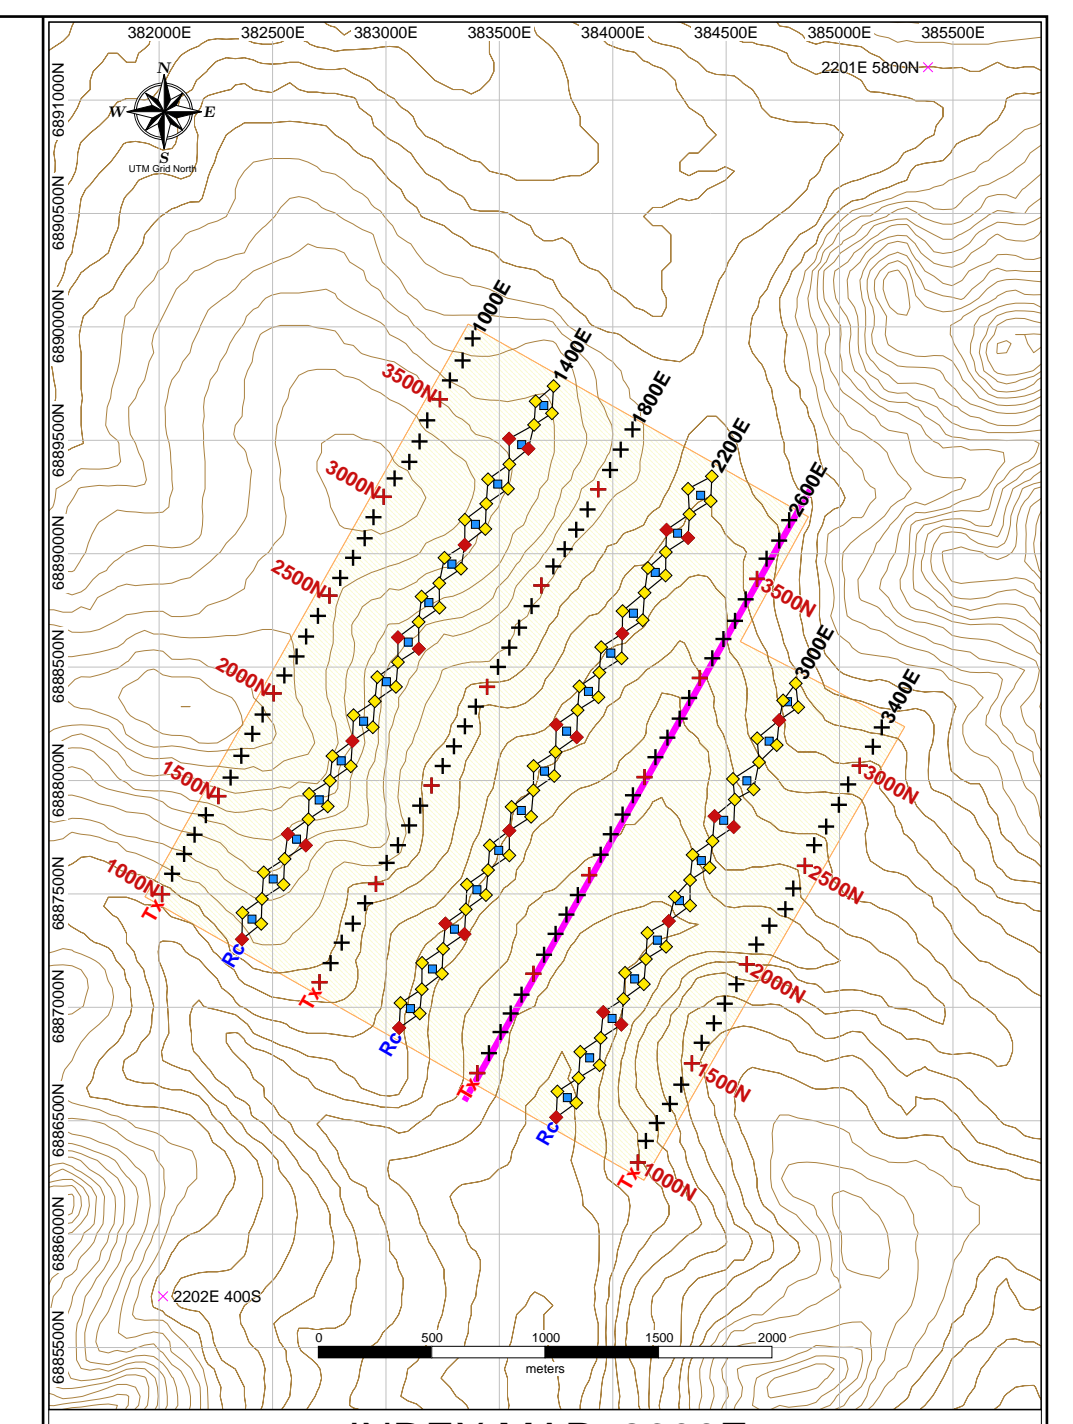 382000E 382500E 383000E 383500E 384000E 384500E 385000E 385500E
2201E 5800N
N
W E
S
UTM Grid North
6891000N
6890500N
6890000N
6889500N
6889000N
6888500N
6888000N
6887500N
6887000N
6886500N
6886000N
6885500N
1000E
1400E
1800E
2200E
2600E
3000E
3400E
3500N
3000N
2500N
2000N
1500N
1000N
Tx
Rc
Tx
Rc
Tx
Rc
Tx
3500N
3000N
2500N
2000N
1500N
1000N
2202E 400S
0 500 1000 1500 2000
meters